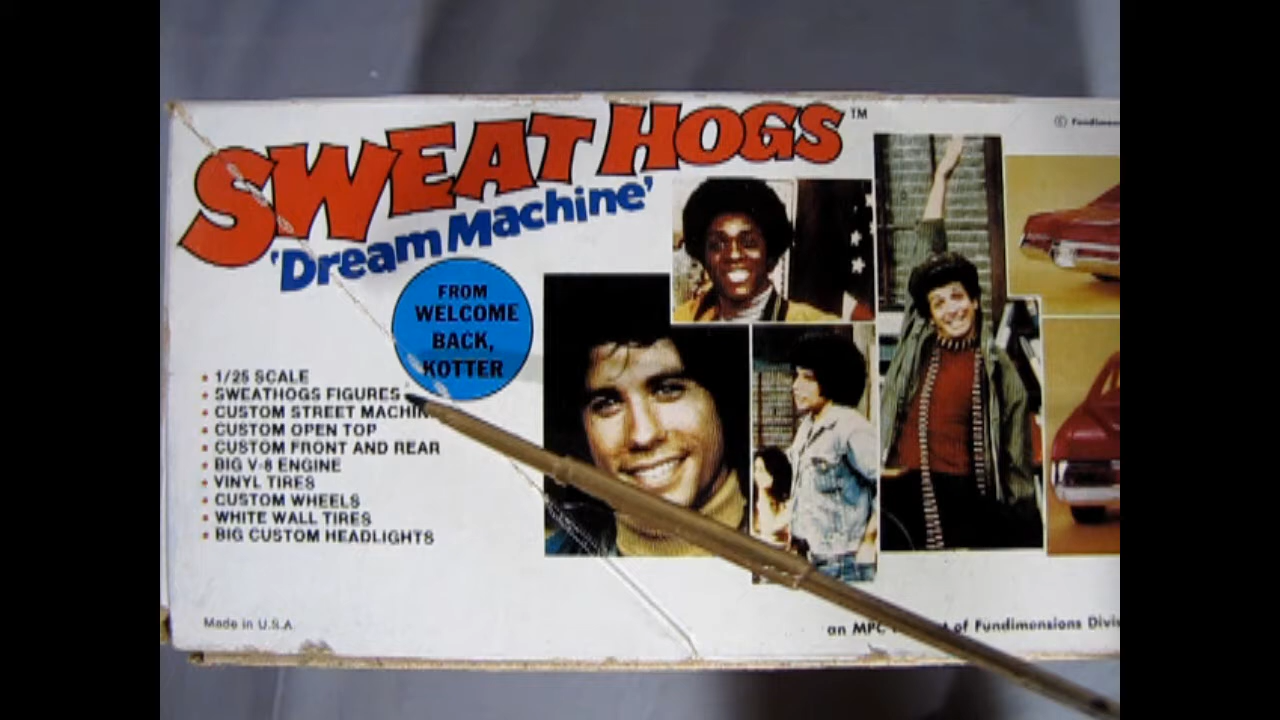 SWEAT HOGS™
'Dream Machine'
FROM
WELCOME
BACK,
KOTTER
• 1/25 SCALE
• SWEATHOGS FIGURES
• CUSTOM STREET
• CUSTOM OPEN TOP
• CUSTOM FRONT AND REAR
• BIG V-8 ENGINE
• VINYL TIRES
• CUSTOM WHEELS
• WHITE WALL TIRES
• BIG CUSTOM HEADLIGHTS
Made in U.S.A.
©
an MPC of Fundimensions